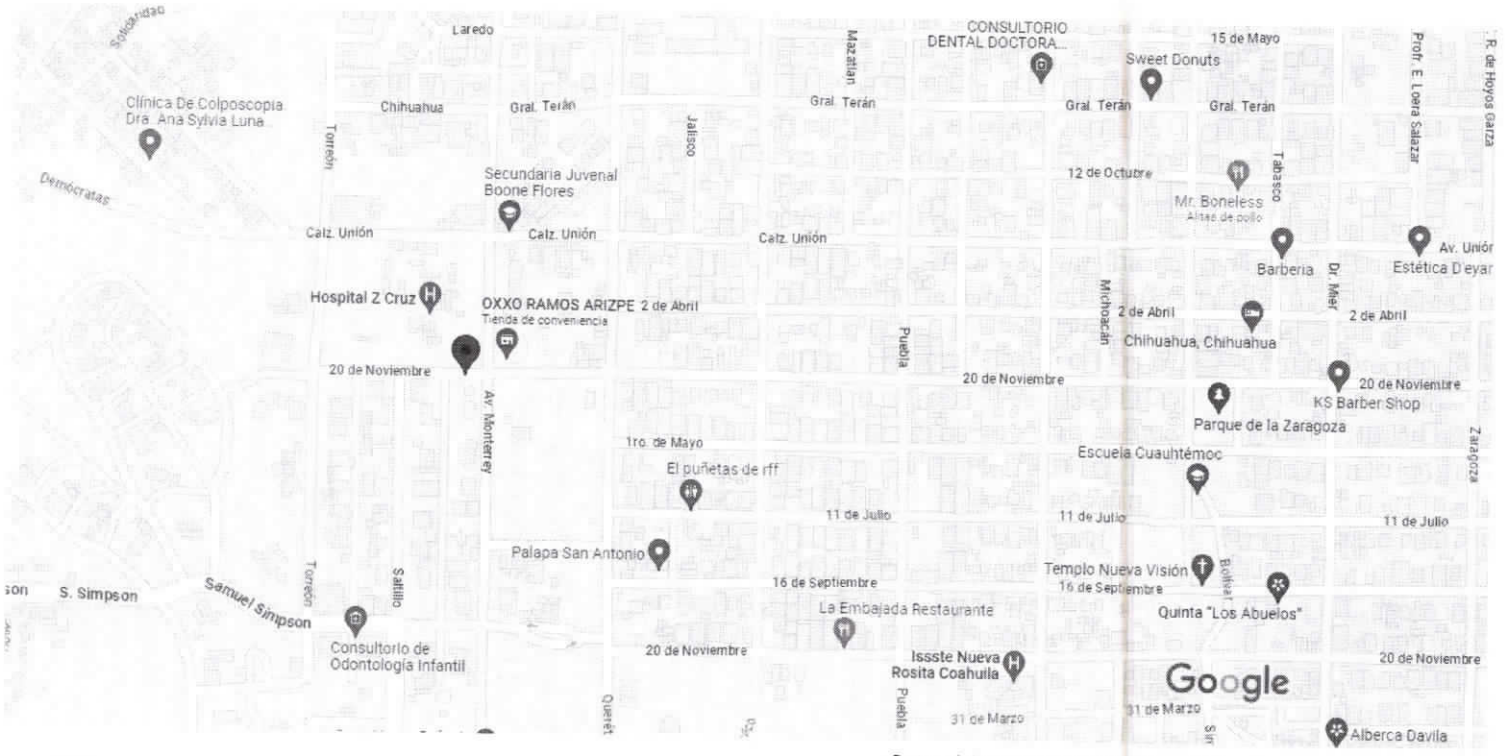 Solidaridad
Laredo
Mazatlán
CONSULTORIO
DENTAL DOCTORA...
15 de Mayo
Sweet Donuts
Profr. E. Loera Salazar
R. de Hoyos Garza
Clínica De Colposcopia
Dra. Ana Sylvia Luna...
Chihuahua
Gral. Terán
Gral. Terán
Gral. Terán
Gral. Terán
Torreón
Jalisco
Demócratas
Secundaria Juvenal
Boone Flores
12 de Octubre
Tabasco
Mr. Boneless
Alitas de pollo
Calz. Unión
Calz. Unión
Calz. Unión
Av. Unión
Barberia
Dr. Mier
Estética Deyar
Hospital Z Cruz
OXXO RAMOS ARIZPE
2 de Abril
Tienda de conveniencia
Michoacán
2 de Abril
2 de Abril
Chihuahua, Chihuahua
Puebla
20 de Noviembre
20 de Noviembre
20 de Noviembre
KS Barber Shop
Av. Monterrey
Parque de la Zaragoza
1ro. de Mayo
Zaragoza
El puñetas de rff
Escuela Cuauhtémoc
11 de Julio
11 de Julio
11 de Julio
Palapa San Antonio
Templo Nueva Visión
Bolívar
16 de Septiembre
16 de Septiembre
son
S. Simpson
Samuel Simpson
Torreón
Saltillo
La Embajada Restaurante
Quinta "Los Abuelos"
Consultorio de
Odontología Infantil
20 de Noviembre
Issste Nueva
Rosita Coahuila
20 de Noviembre
Google
Querét
Puebla
31 de Marzo
31 de Marzo
Sim
Alberca Davila